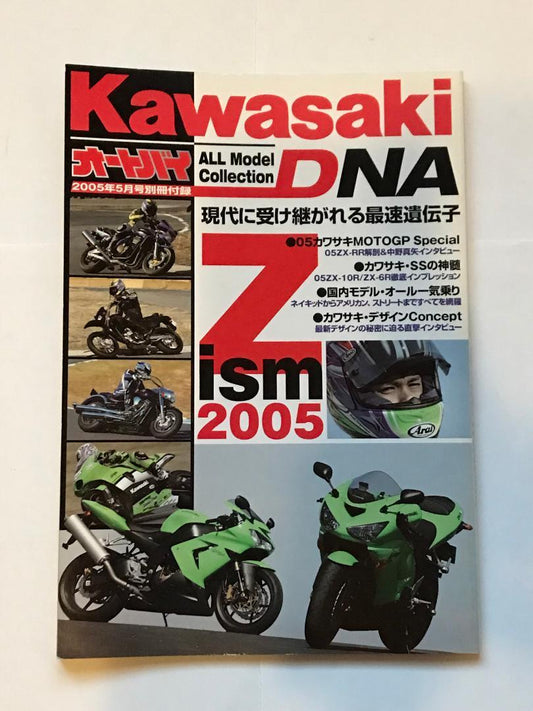 Kawasaki
オートバイ
2005年5月号別冊付録
ALL Model
Collection
DNA
現代に受け継がれる最速遺伝子
Zism
2005
●05カワサキMOTOGP Special
05ZX-RR解剖&中野真矢インタビュー
●カワサキ・SSの神髄
05ZX-10R/ZX-6R徹底インプレッション
●国内モデル・オール一気乗り
ネイキッドからアメリカン、ストリートまですべてを網羅
●カワサキ・デザインConcept
最新デザインの秘密に迫る直撃インタビュー
Arai